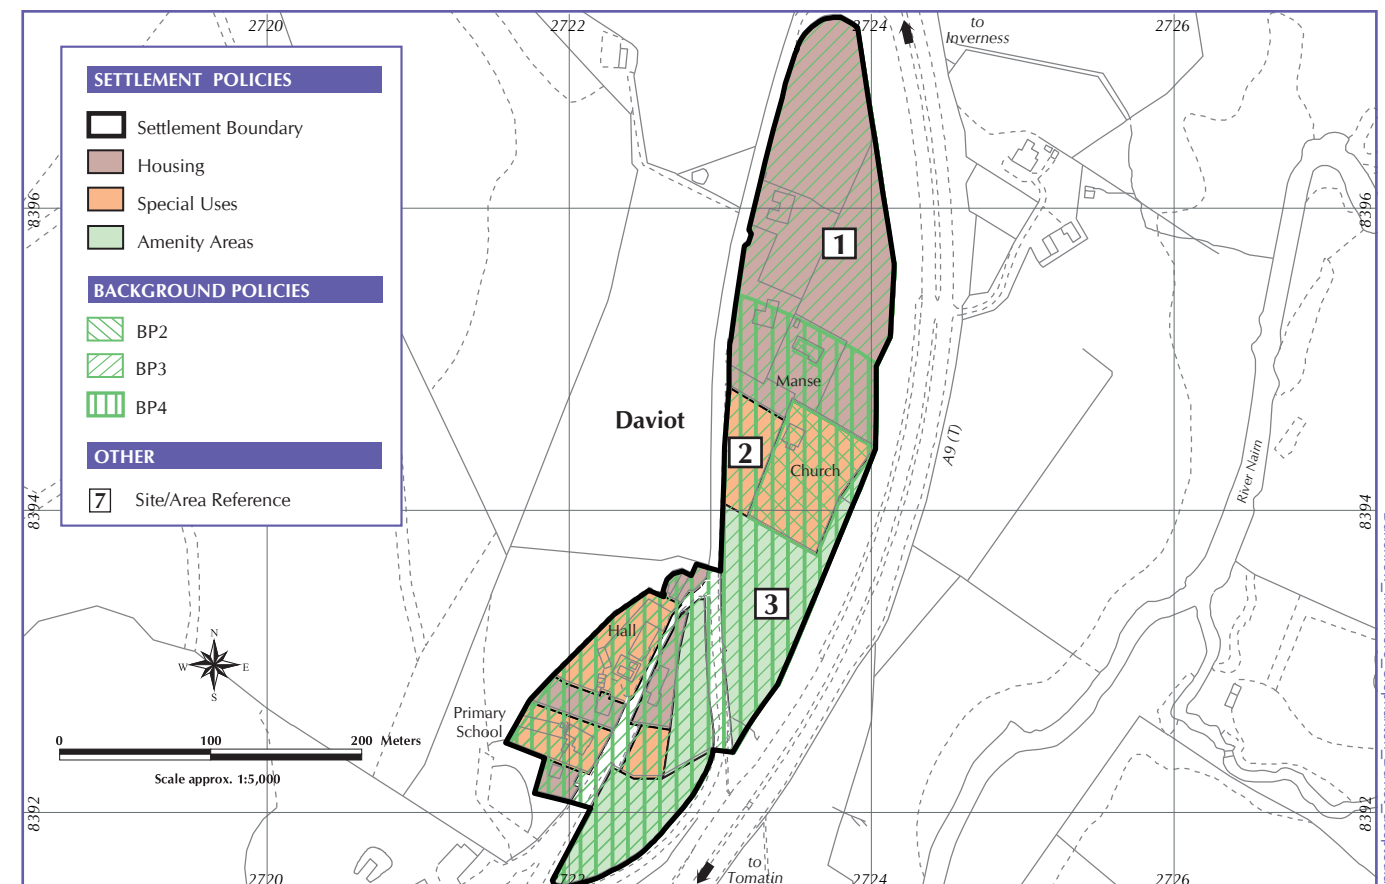 2720
2722
2724
2726
to
Inverness
SETTLEMENT POLICIES
Settlement Boundary
Housing
Special Uses
Amenity Areas
BACKGROUND POLICIES
BP2
BP3
BP4
OTHER
7 Site/Area Reference
8396
8396
1
Manse
Daviot
2
Church
A9 (T)
River Nairn
8394
8394
3
Hall
N
W E
S
Primary
School
0 100 200 Meters
Scale approx. 1:5,000
8392
8392
to
Tomatin
2720
2722
2724
2726